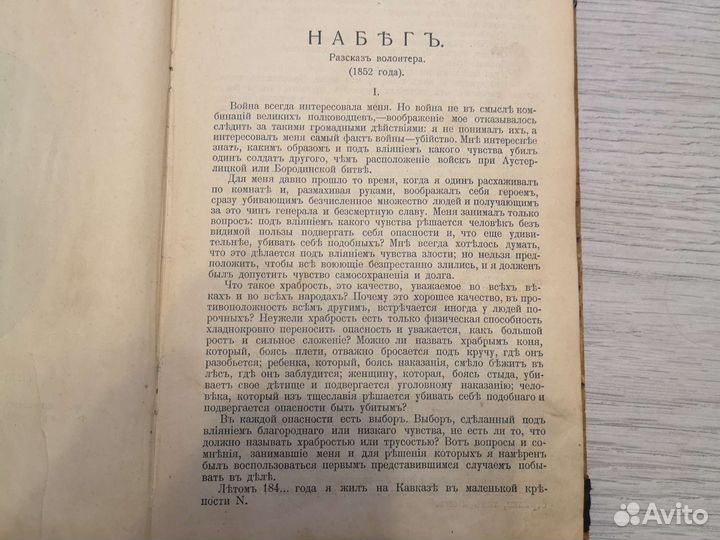 НАБѢГЪ.
Разсказъ волонтера.
(1852 года).
I.
Война всегда интересовала меня. Но война не въ смыслѣ ком-
бинацій великихъ полководцевъ,—воображеніе мое отказывалось
слѣдить за такими громадными дѣйствіями: я не понималъ ихъ, а
интересовалъ меня самый фактъ войны—убійство. Мнѣ интереснѣе
знать, какимъ образомъ и подъ вліяніемъ какого чувства убилъ
одинъ солдатъ другого, чѣмъ расположеніе войскъ при Аустер-
лицкой или Бородинской битвѣ.
Для меня давно прошло то время, когда я одинъ расхаживалъ
по комнатѣ и, размахивая руками, воображалъ себя героемъ,
сразу убивающимъ безчисленное множество людей и получающимъ
за это чинъ генерала и безсмертную славу. Меня занималъ только
вопросъ: подъ вліяніемъ какого чувства рѣшается человѣкъ безъ
видимой пользы подвергать себя опасности и, что еще удиви-
тельнѣе, убивать себѣ подобныхъ? Мнѣ всегда хотѣлось думать,
что это дѣлается подъ вліяніемъ чувства злости; но нельзя пред-
положить, чтобы всѣ воюющіе безпрестанно злились, и я долженъ
былъ допустить чувство самосохраненія и долга.
Что такое храбрость, это качество, уважаемое во всѣхъ вѣ-
кахъ и во всѣхъ народахъ? Почему это хорошее качество, въ про-
тивоположность всѣмъ другимъ, встрѣчается иногда у людей по-
рочныхъ? Неужели храбрость есть только физическая способность
хладнокровно переносить опасность и уважается, какъ большой
ростъ и сильное сложеніе? Можно ли назвать храбрымъ коня,
который, боясь плети, отважно бросается подъ кручу, гдѣ онъ
разобьется; ребенка, который, боясь наказанія, смѣло бѣжитъ въ
лѣсъ, гдѣ онъ заблудится; женщину, которая, боясь стыда, убива-
етъ свое дѣтище и подвергается уголовному наказанію; чело-
вѣка, который изъ тщеславія рѣшается убивать себѣ подобнаго и
подвергается опасности быть убитымъ?
Въ каждой опасности есть выборъ. Выборъ, сдѣланный подъ
вліяніемъ благороднаго или низкаго чувства, не есть ли то, что
должно называть храбростью или трусостью? Вотъ вопросы и со-
мнѣнія, занимавшіе меня и для рѣшенія которыхъ я намѣренъ
былъ воспользоваться первымъ представившимся случаемъ побы-
вать въ дѣлѣ.
Лѣтомъ 184... года я жилъ на Кавказѣ въ маленькой крѣ-
пости N.
Avito